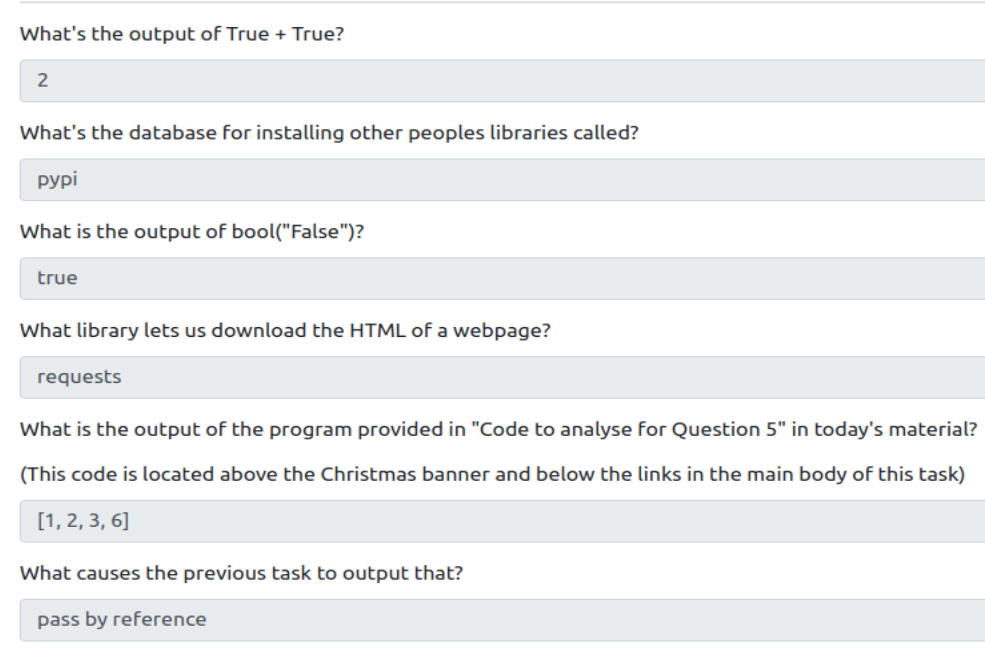 What's the output of True + True?
2
What's the database for installing other peoples libraries called?
pypi
What is the output of bool("False")?
true
What library lets us download the HTML of a webpage?
requests
What is the output of the program provided in "Code to analyse for Question 5" in today's material?
(This code is located above the Christmas banner and below the links in the main body of this task)
[1, 2, 3, 6]
What causes the previous task to output that?
pass by reference